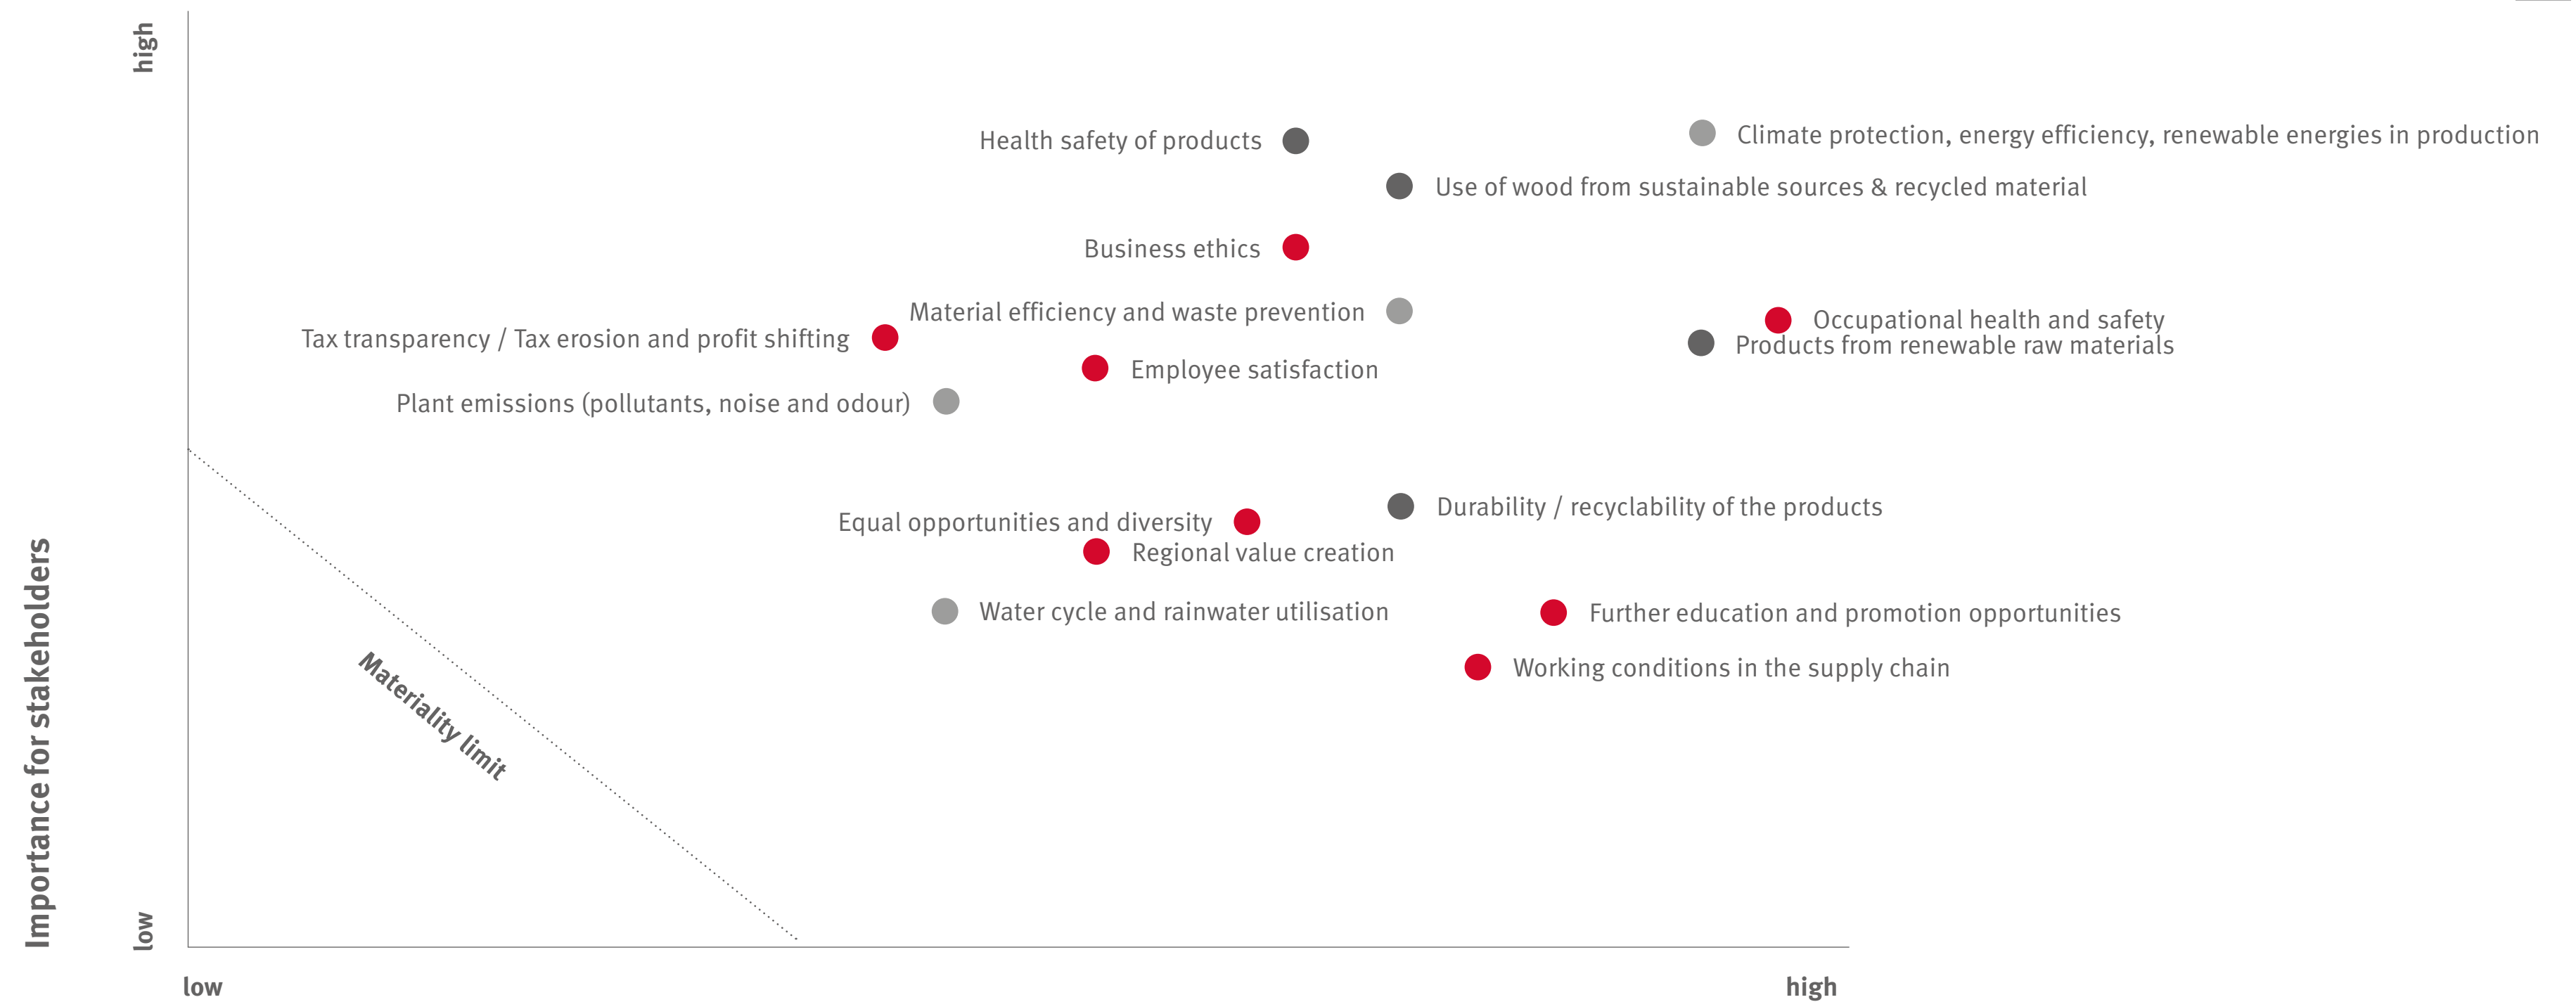 high
Health safety of products
Climate protection, energy efficiency, renewable energies in production
Use of wood from sustainable sources & recycled material
Business ethics
Material efficiency and waste prevention
Occupational health and safety
Tax transparency / Tax erosion and profit shifting
Products from renewable raw materials
Employee satisfaction
Plant emissions (pollutants, noise and odour)
Durability / recyclability of the products
Equal opportunities and diversity
Regional value creation
Water cycle and rainwater utilisation
Further education and promotion opportunities
Working conditions in the supply chain
Materiality limit
Importance for stakeholders
low
low
high